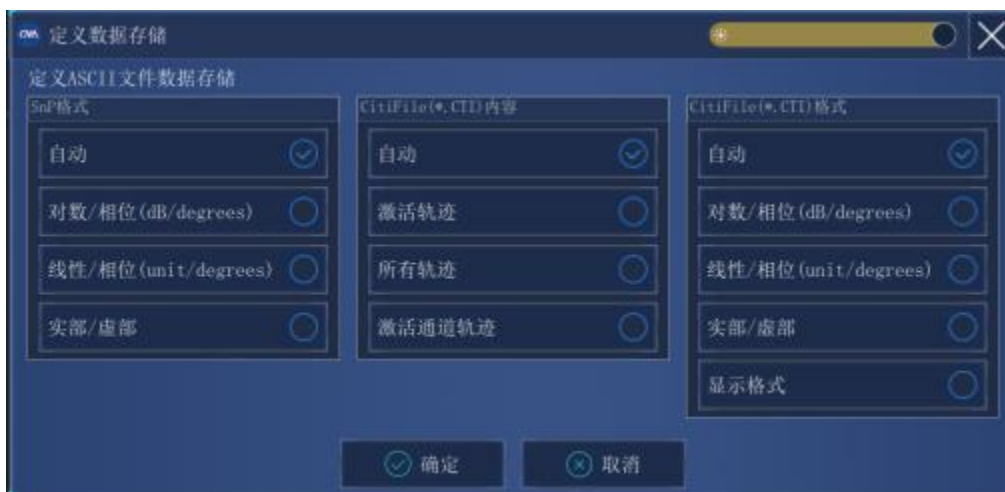 CVA 定义数据存储
定义ASCII文件数据存储
SnP格式
自动
对数/相位(dB/degrees)
线性/相位(unit/degrees)
实部/虚部
CitiFile(*.CTI)内容
自动
激活轨迹
所有轨迹
激活通道轨迹
CitiFile(*.CTI)格式
自动
对数/相位(dB/degrees)
线性/相位(unit/degrees)
实部/虚部
显示格式
确定
取消